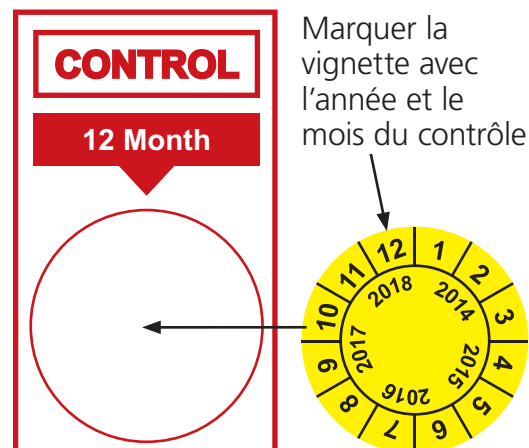 CONTROL
12 Month
Marquer la
vignette avec
l’année et le
mois du contrôle
12 1 2 3 4 5 6 7 8 9 10 11
2018 2014 2015 2016 2017